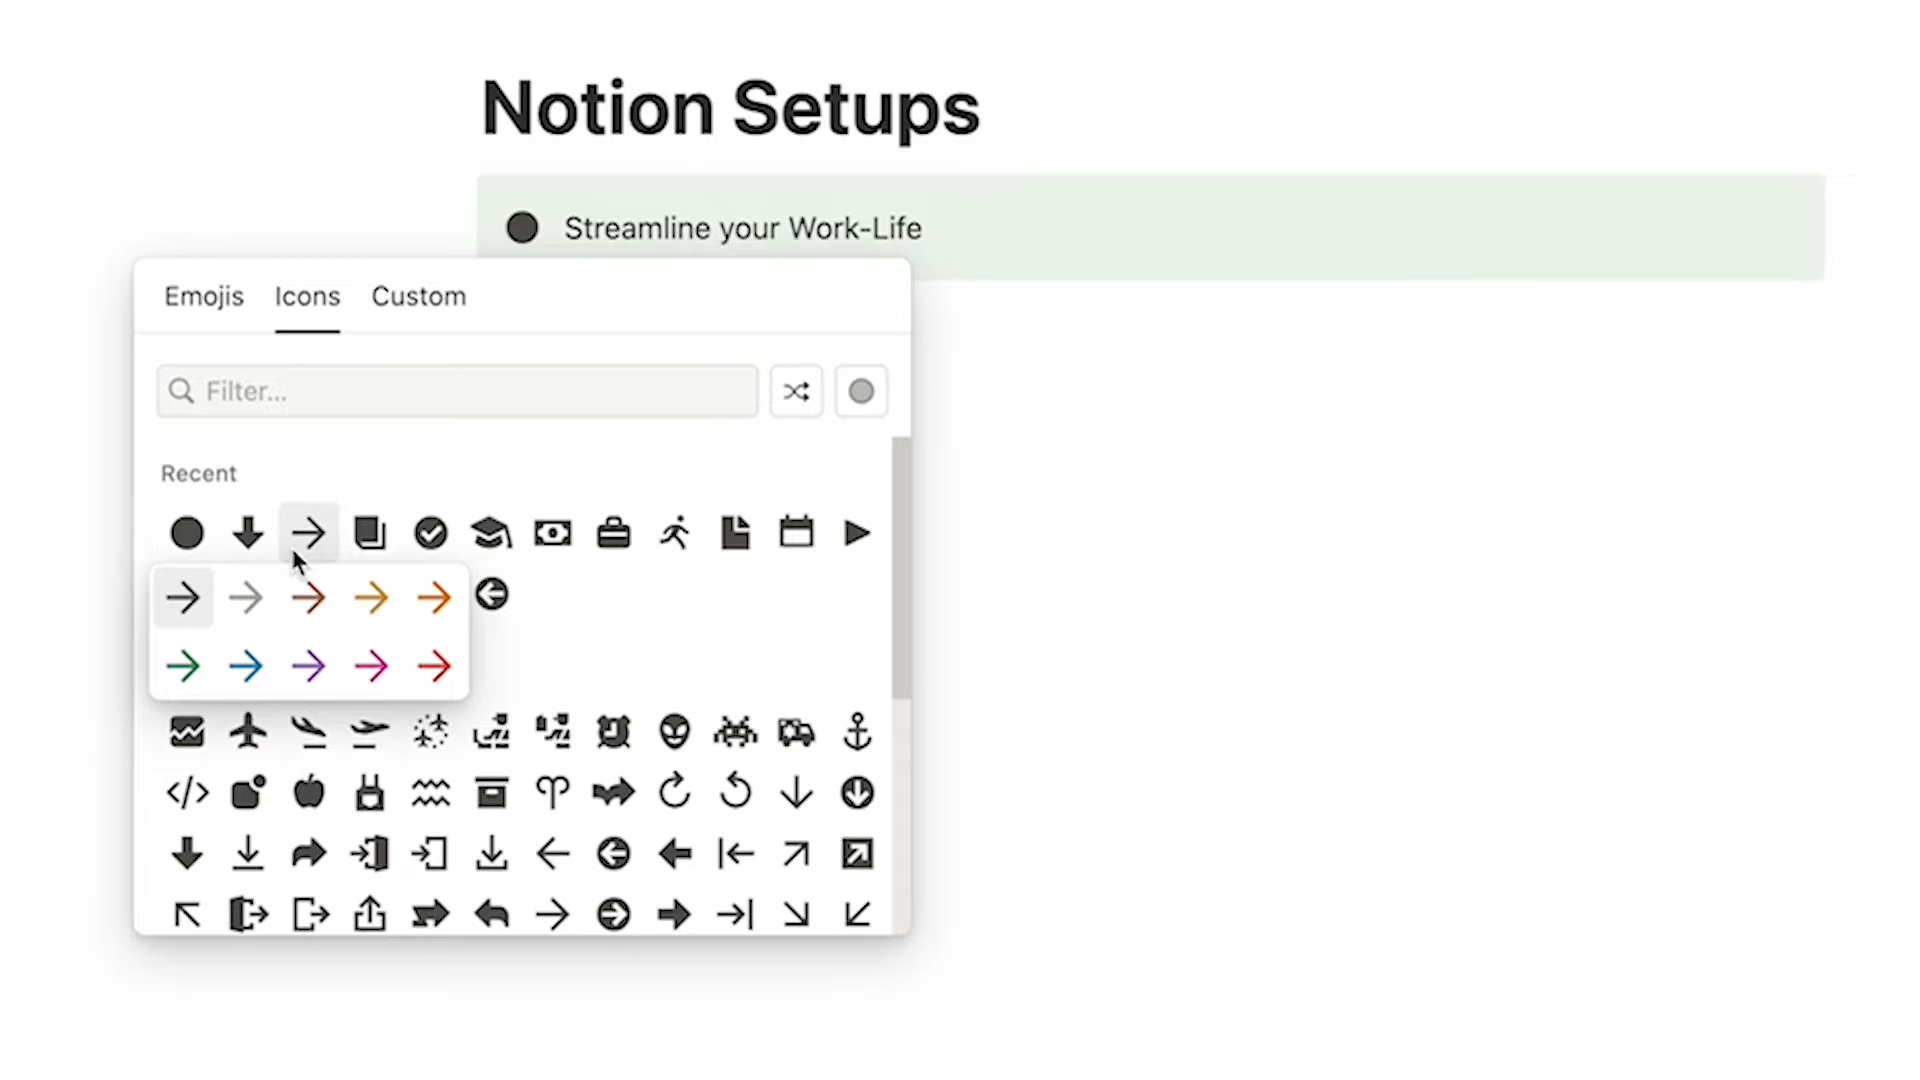 Notion Setups
Streamline your Work-Life
Emojis Icons Custom
Filter...
Recent